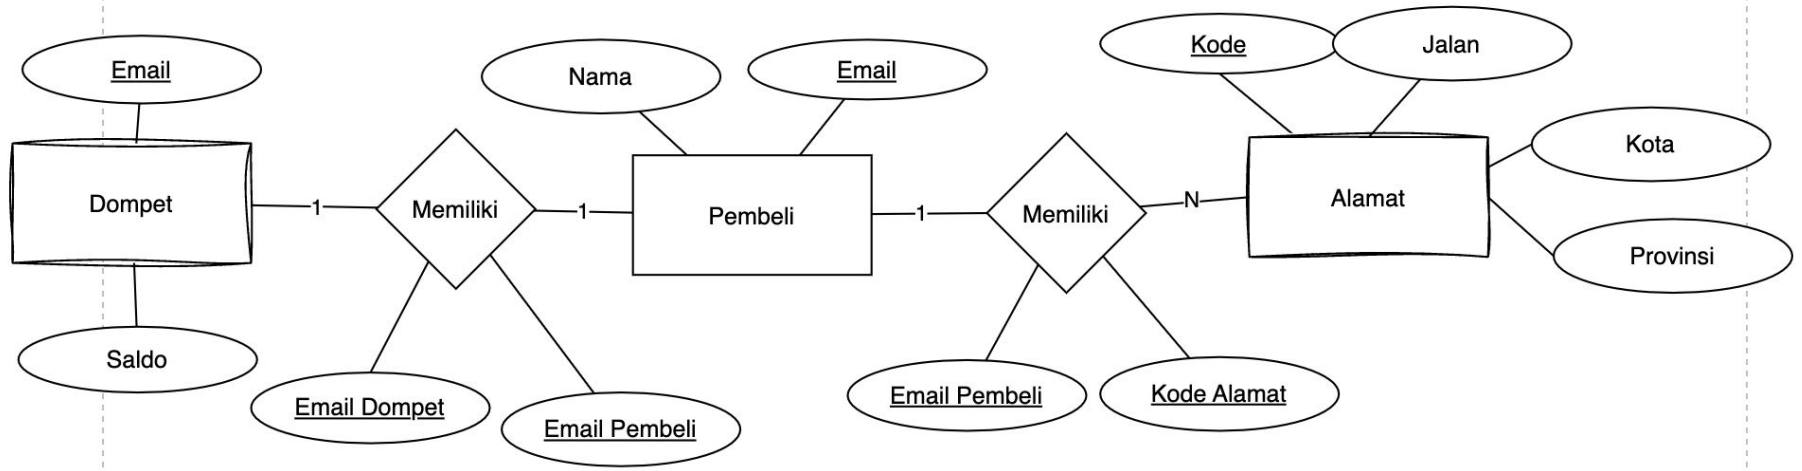 Email
Nama
Email
Kode
Jalan
Kota
Dompet
1
Memiliki
1
Pembeli
1
Memiliki
N
Alamat
Provinsi
Saldo
Email Dompet
Email Pembeli
Email Pembeli
Kode Alamat